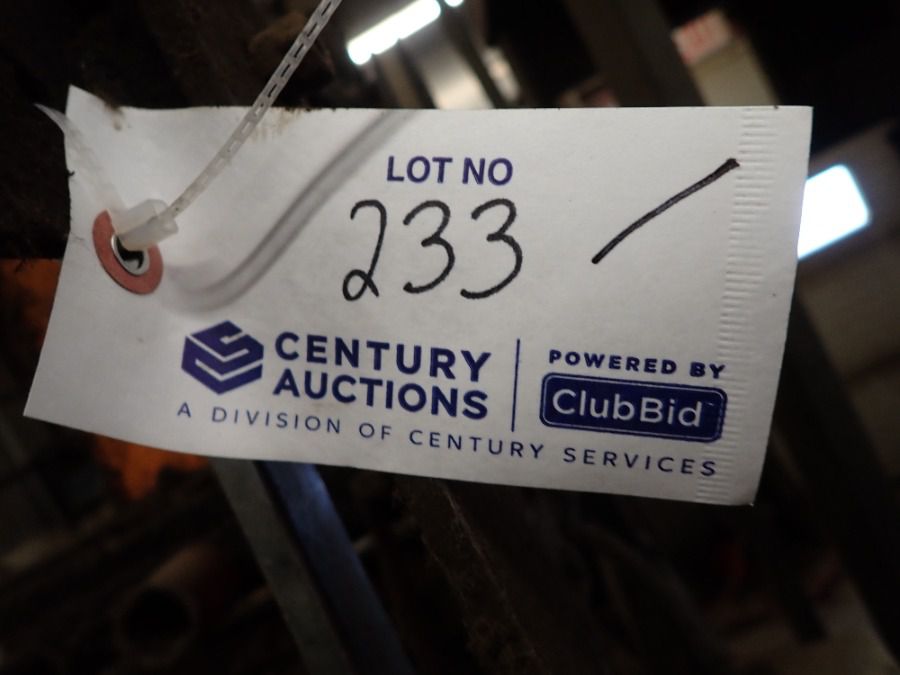 LOT NO
233 /
CENTURY
AUCTIONS
A DIVISION OF CENTURY SERVICES
POWERED BY
ClubBid